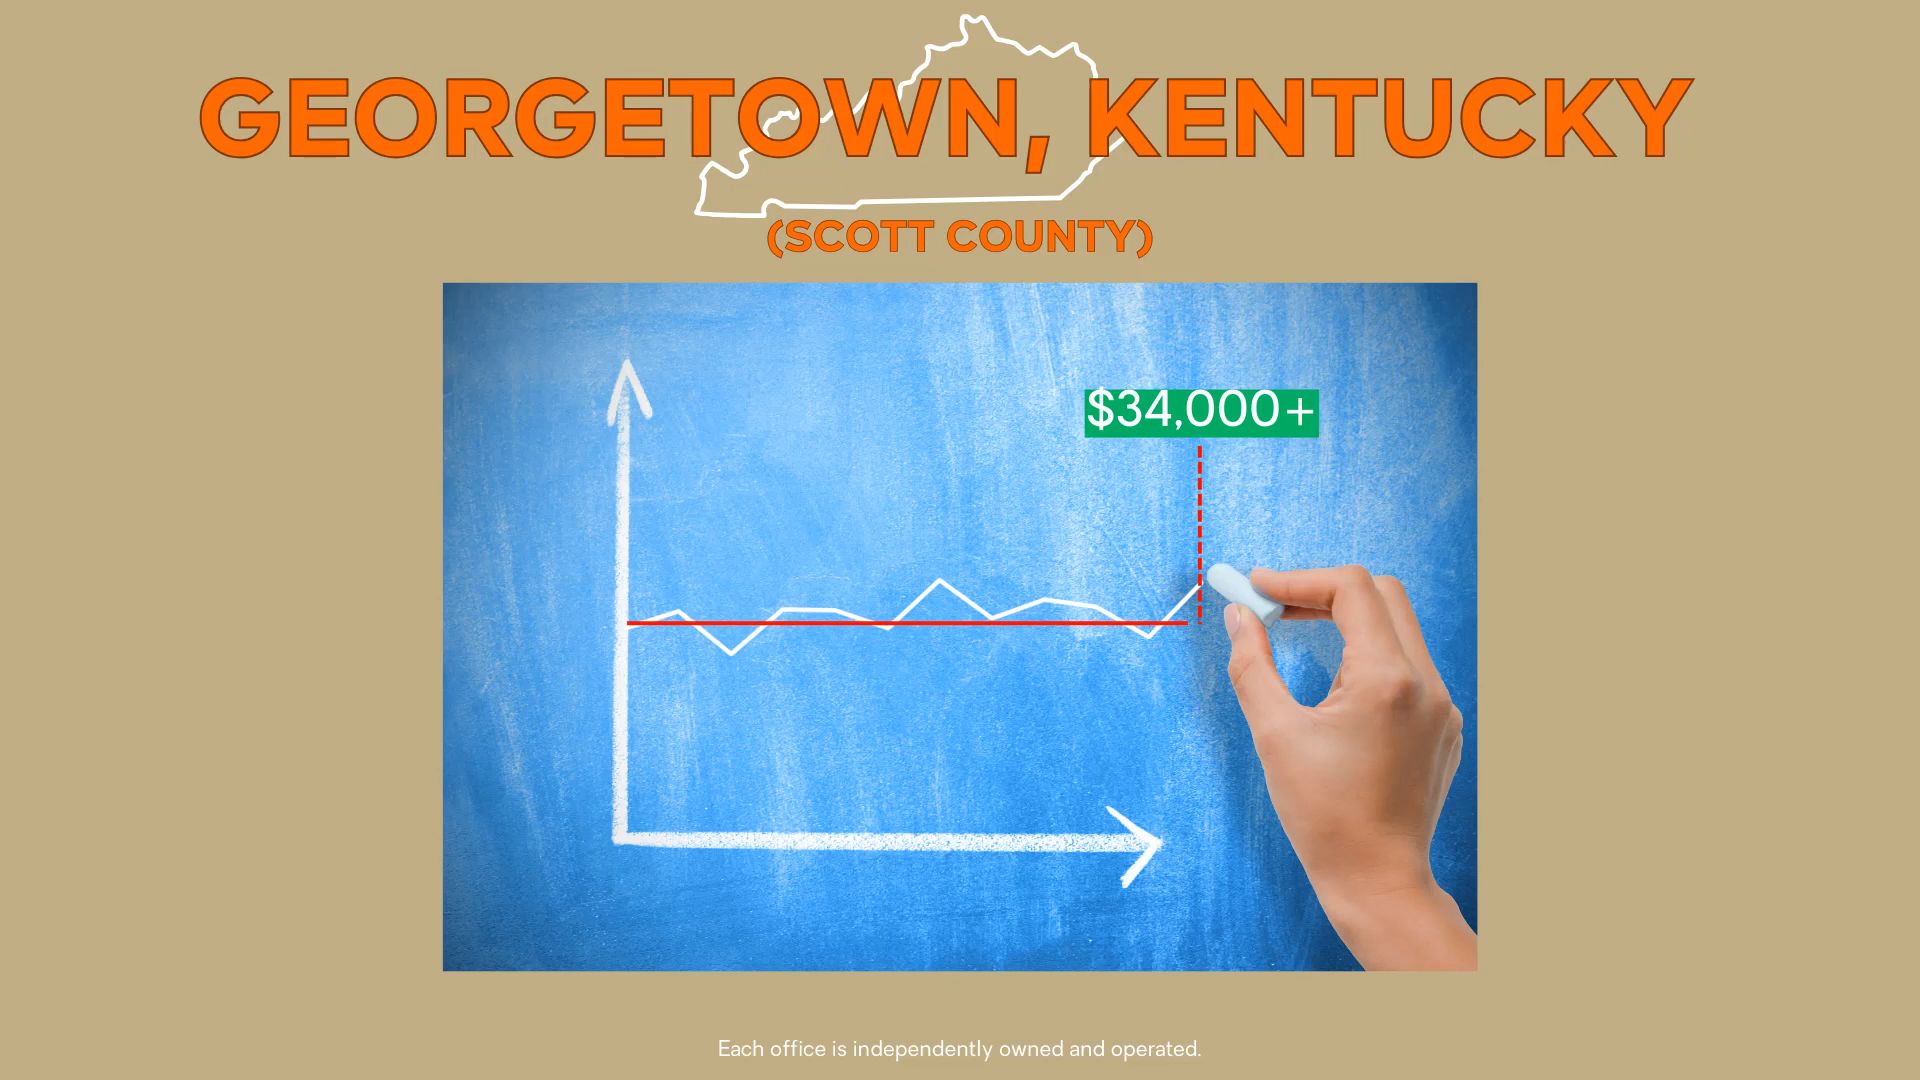 GEORGETOWN, KENTUCKY
(SCOTT COUNTY)
$34,000+
Each office is independently owned and operated.